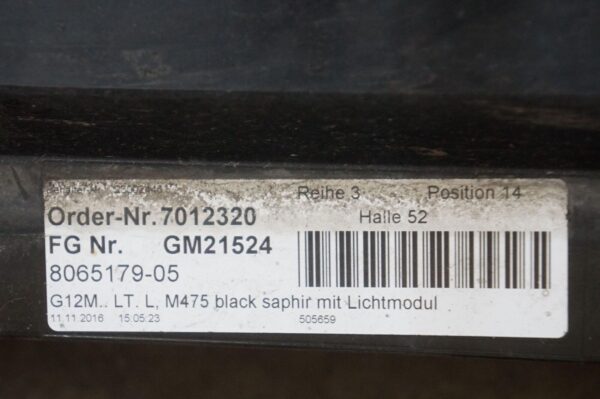 Reihe 3 Position 14
Order-Nr. 7012320 Halle 52
FG Nr. GM21524
8065179-05
G12M.. LT. L, M475 black saphir mit Lichtmodul
11.11.2016 15:05:23 505659